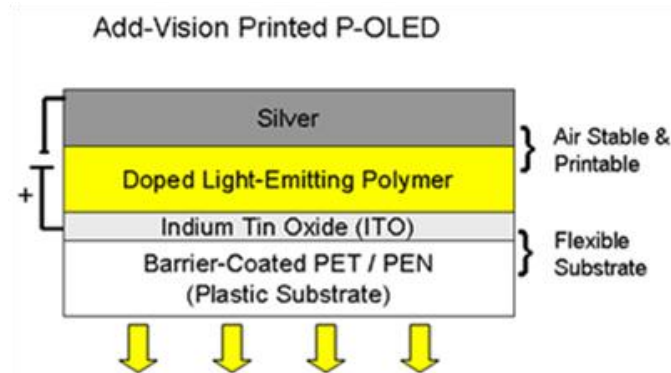 Add-Vision Printed P-OLED
Silver
Air Stable &
Printable
Doped Light-Emitting Polymer
+
Indium Tin Oxide (ITO)
Flexible
Substrate
Barrier-Coated PET / PEN
(Plastic Substrate)